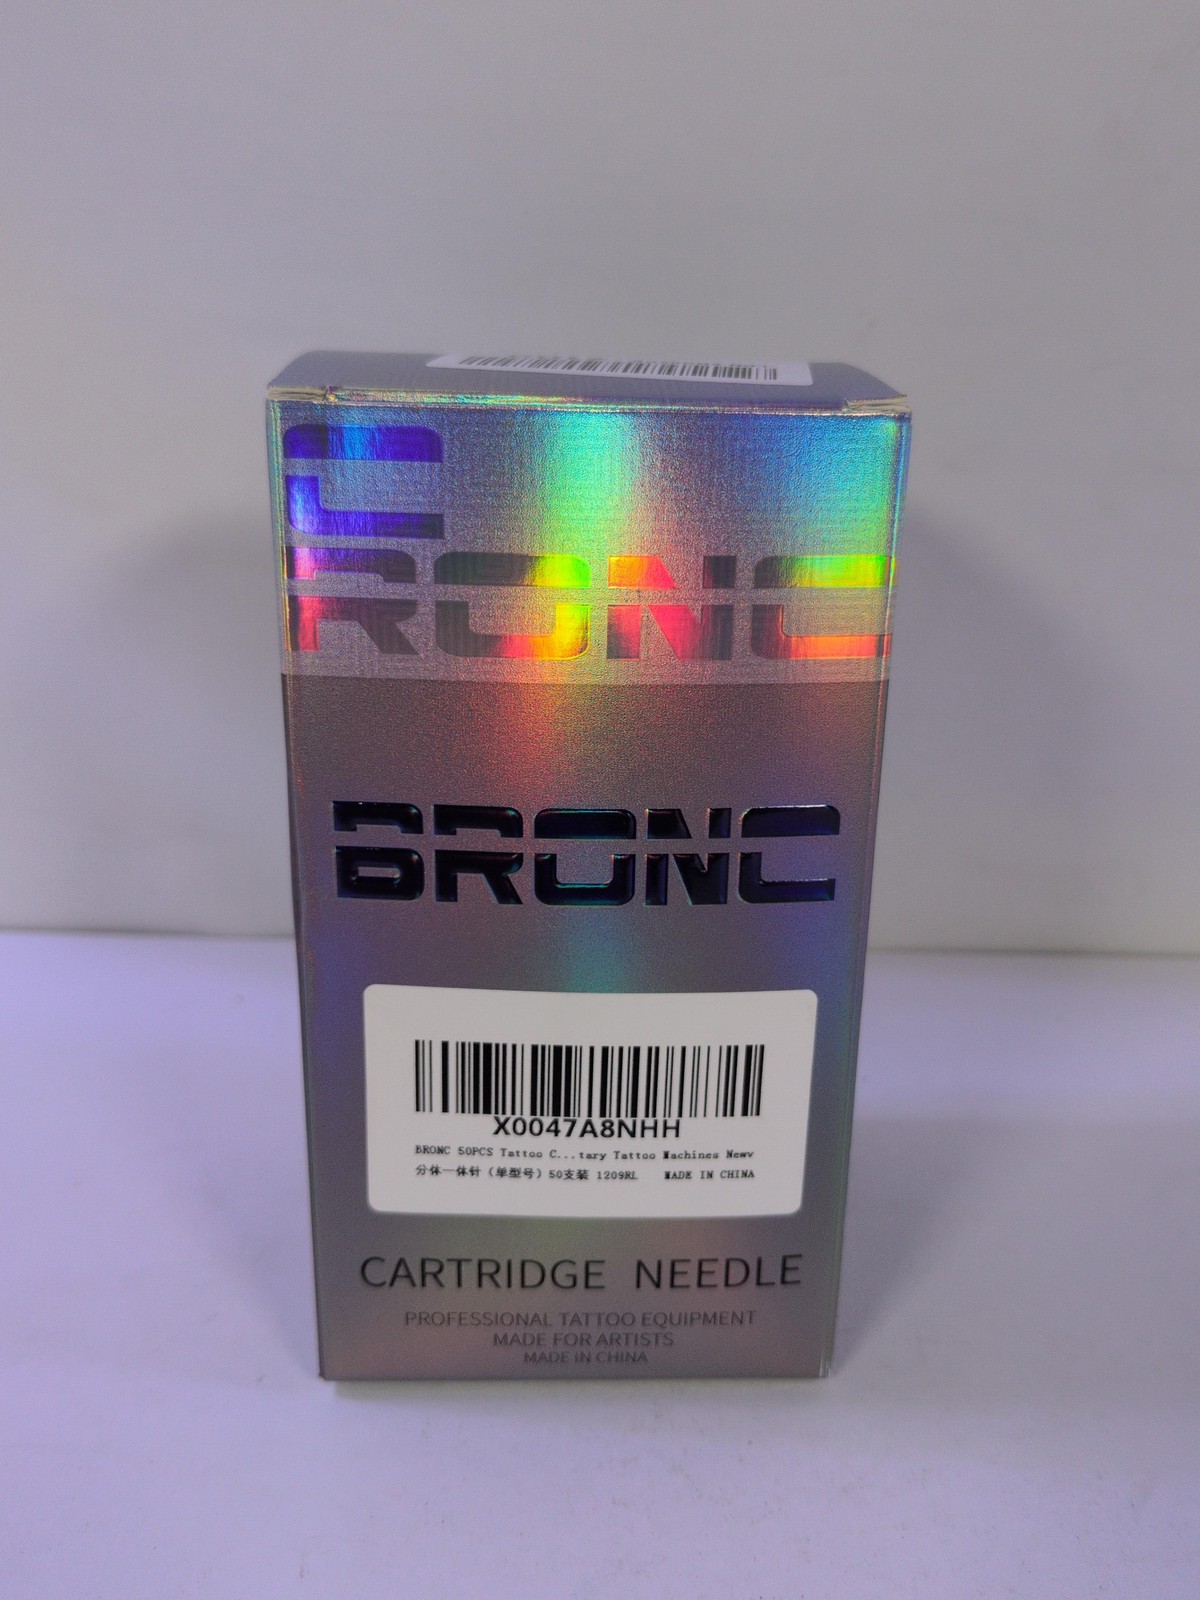 C
RONC
BRONC
X0047A8NHH
BRONC 50PCS Tattoo C...tary Tattoo Machines Newv
分体一体针（单型号）50支装 1209RL MADE IN CHINA
CARTRIDGE NEEDLE
PROFESSIONAL TATTOO EQUIPMENT
MADE FOR ARTISTS
MADE IN CHINA